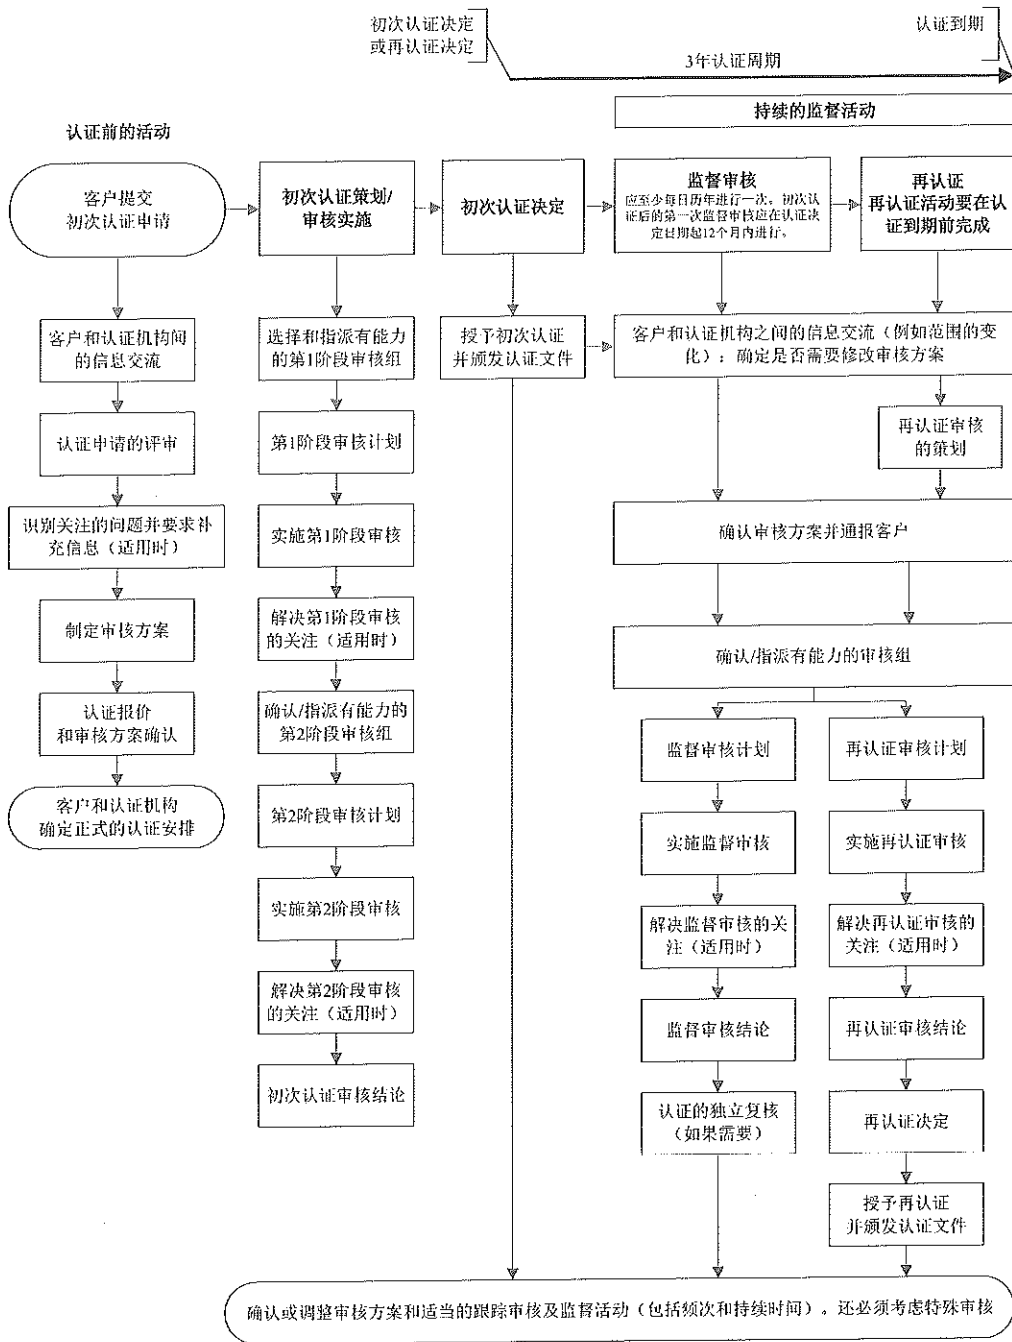 初次认证决定
或再认证决定
认证到期
3年认证周期
持续的监督活动
认证前的活动
客户提交
初次认证申请
初次认证策划/
审核实施
初次认证决定
监督审核
应至少每日历年进行一次。初次认
证后的第一次监督审核应在认证决
定日期起12个月内进行。
再认证
再认证活动要在认
证到期前完成
客户和认证机构间
的信息交流
认证申请的评审
识别关注的问题并要求补
充信息（适用时）
制定审核方案
认证报价
和审核方案确认
客户和认证机构
确定正式的认证安排
选择和指派有能力
的第1阶段审核组
第1阶段审核计划
实施第1阶段审核
解决第1阶段审核
的关注（适用时）
确认/指派有能力的
第2阶段审核组
第2阶段审核计划
实施第2阶段审核
解决第2阶段审核
的关注（适用时）
初次认证审核结论
授予初次认证
并颁发认证文件
客户和认证机构之间的信息交流（例如范围的变
化）：确定是否需要修改审核方案
再认证审核
的策划
确认审核方案并通报客户
确认/指派有能力的审核组
监督审核计划
实施监督审核
解决监督审核的关
注（适用时）
监督审核结论
认证的独立复核
（如果需要）
再认证审核计划
实施再认证审核
解决再认证审核的
关注（适用时）
再认证审核结论
再认证决定
授予再认证
并颁发认证文件
确认或调整审核方案和适当的跟踪审核及监督活动（包括频次和持续时间）。还必须考虑特殊审核